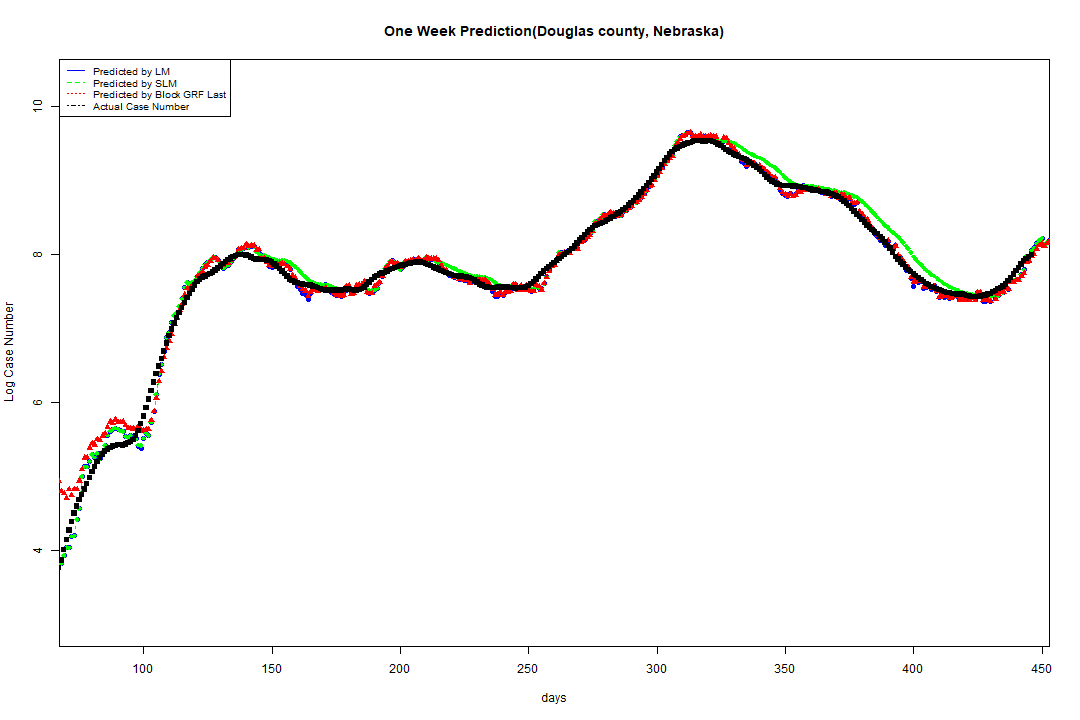 One Week Prediction(Douglas county, Nebraska)
Predicted by LM
Predicted by SLM
Predicted by Block GRF Last
Actual Case Number
10
8
6
4
Log Case Number
100 150 200 250 300 350 400 450
days